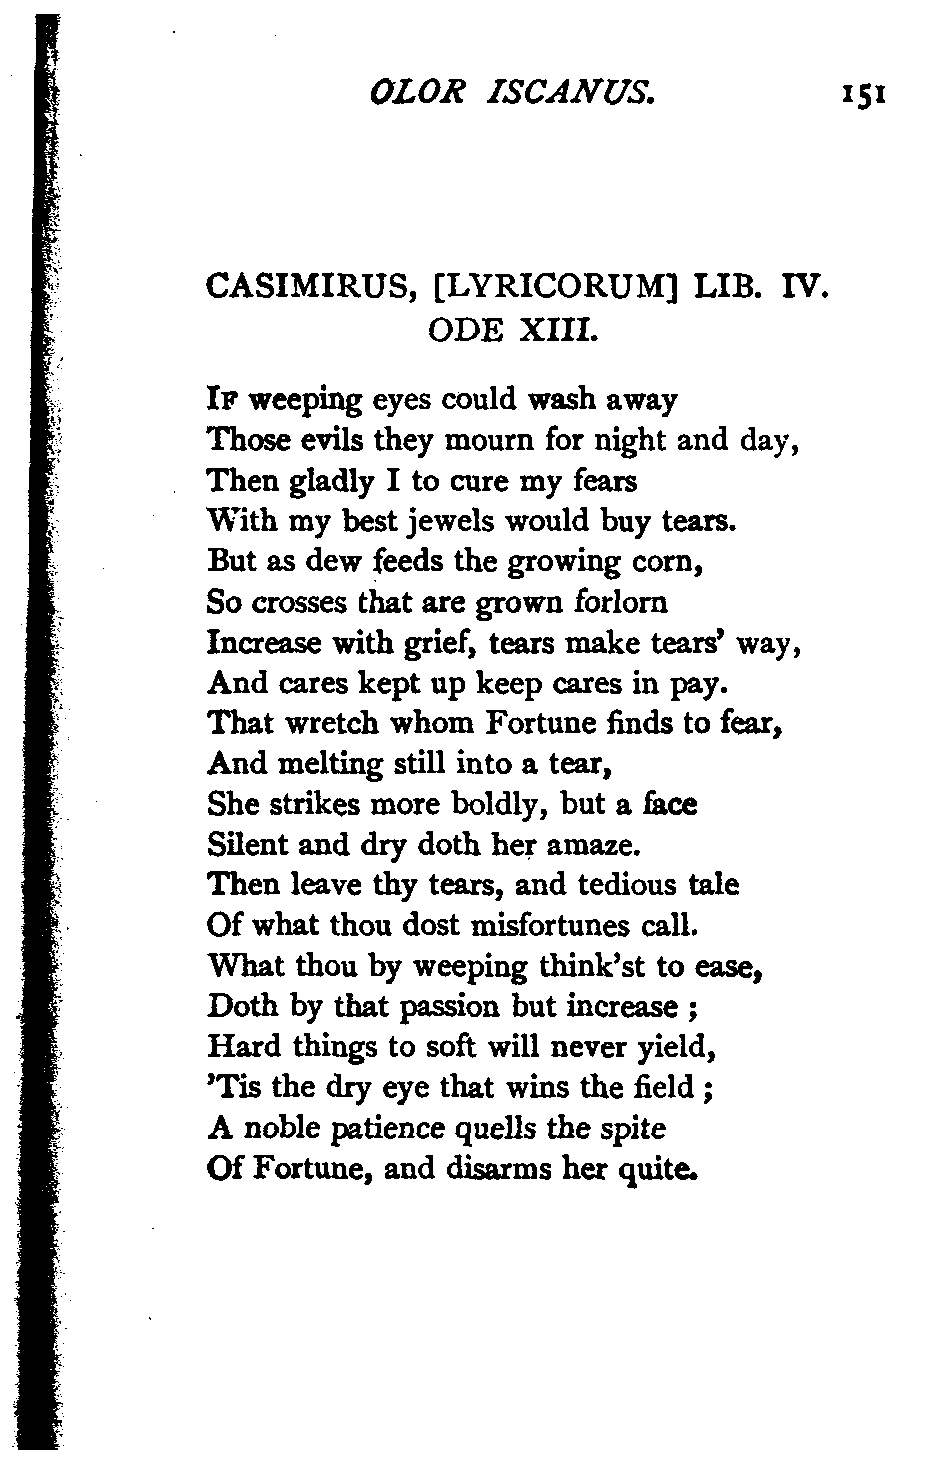 OLOR ISCANUS. 151
CASIMIRUS, [LYRICORUM] LIB. IV.
ODE XIII.
IF weeping eyes could wash away
Those evils they mourn for night and day,
Then gladly I to cure my fears
With my best jewels would buy tears.
But as dew feeds the growing corn,
So crosses that are grown forlorn
Increase with grief, tears make tears’ way,
And cares kept up keep cares in pay.
That wretch whom Fortune finds to fear,
And melting still into a tear,
She strikes more boldly, but a face
Silent and dry doth her amaze.
Then leave thy tears, and tedious tale
Of what thou dost misfortunes call.
What thou by weeping think’st to ease,
Doth by that passion but increase ;
Hard things to soft will never yield,
’Tis the dry eye that wins the field ;
A noble patience quells the spite
Of Fortune, and disarms her quite.